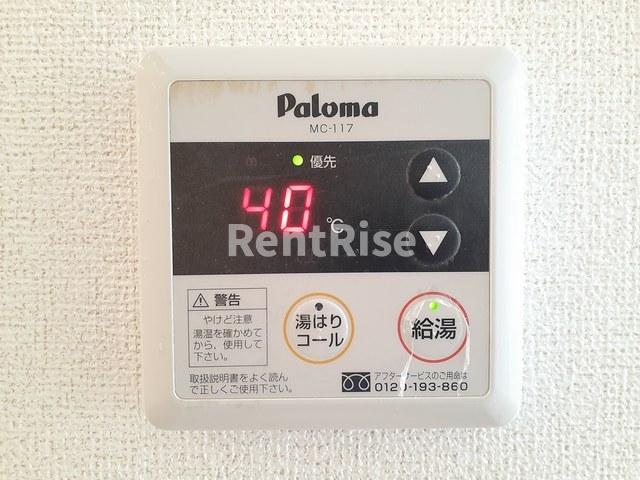 Paloma
MC-117
優先
40 ℃
RentRise
警告
やけど注意
湯温を確かめて
から、使用して
下さい。
湯はり
コール
給湯
取扱説明書をよく読ん
で正しくご使用下さい。
アフターサービスのご用命は
0120-193-860